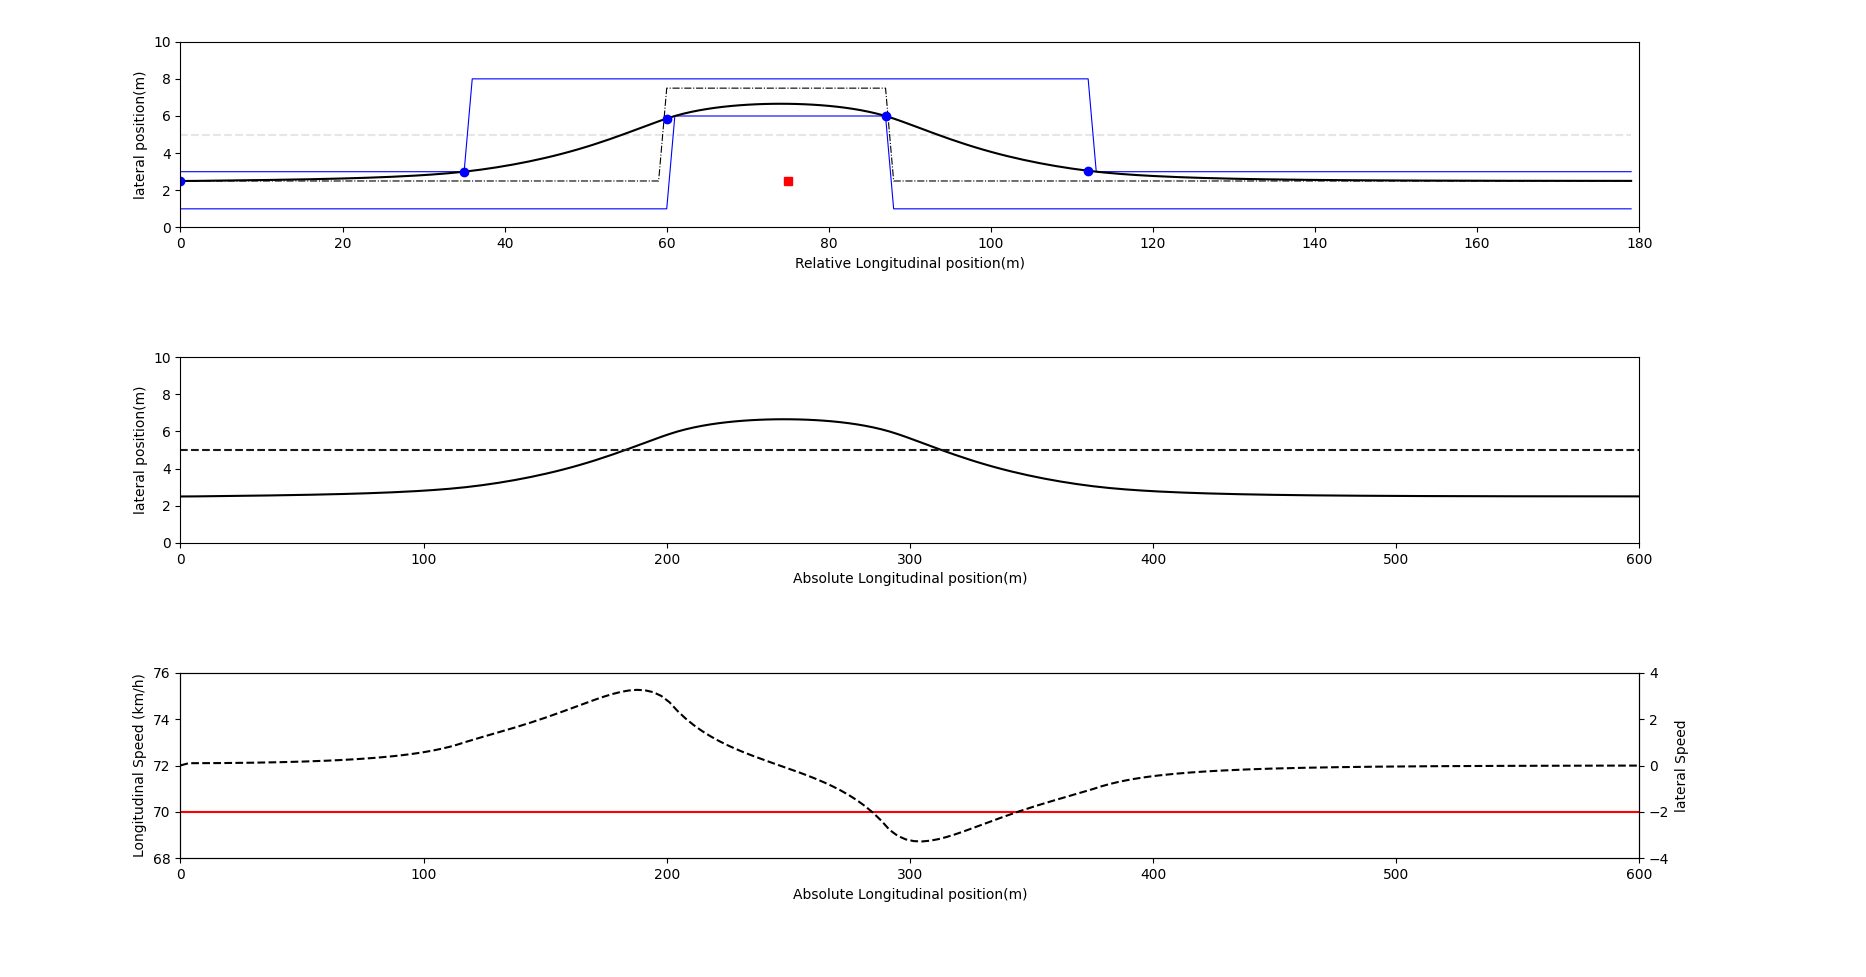 10
8
6
4
2
0
lateral position(m)
0 20 40 60 80 100 120 140 160 180
Relative Longitudinal position(m)
10
8
6
4
2
0
lateral position(m)
0 100 200 300 400 500 600
Absolute Longitudinal position(m)
76
74
72
70
68
Longitudinal Speed (km/h)
4
2
0
−2
−4
lateral Speed
0 100 200 300 400 500 600
Absolute Longitudinal position(m)